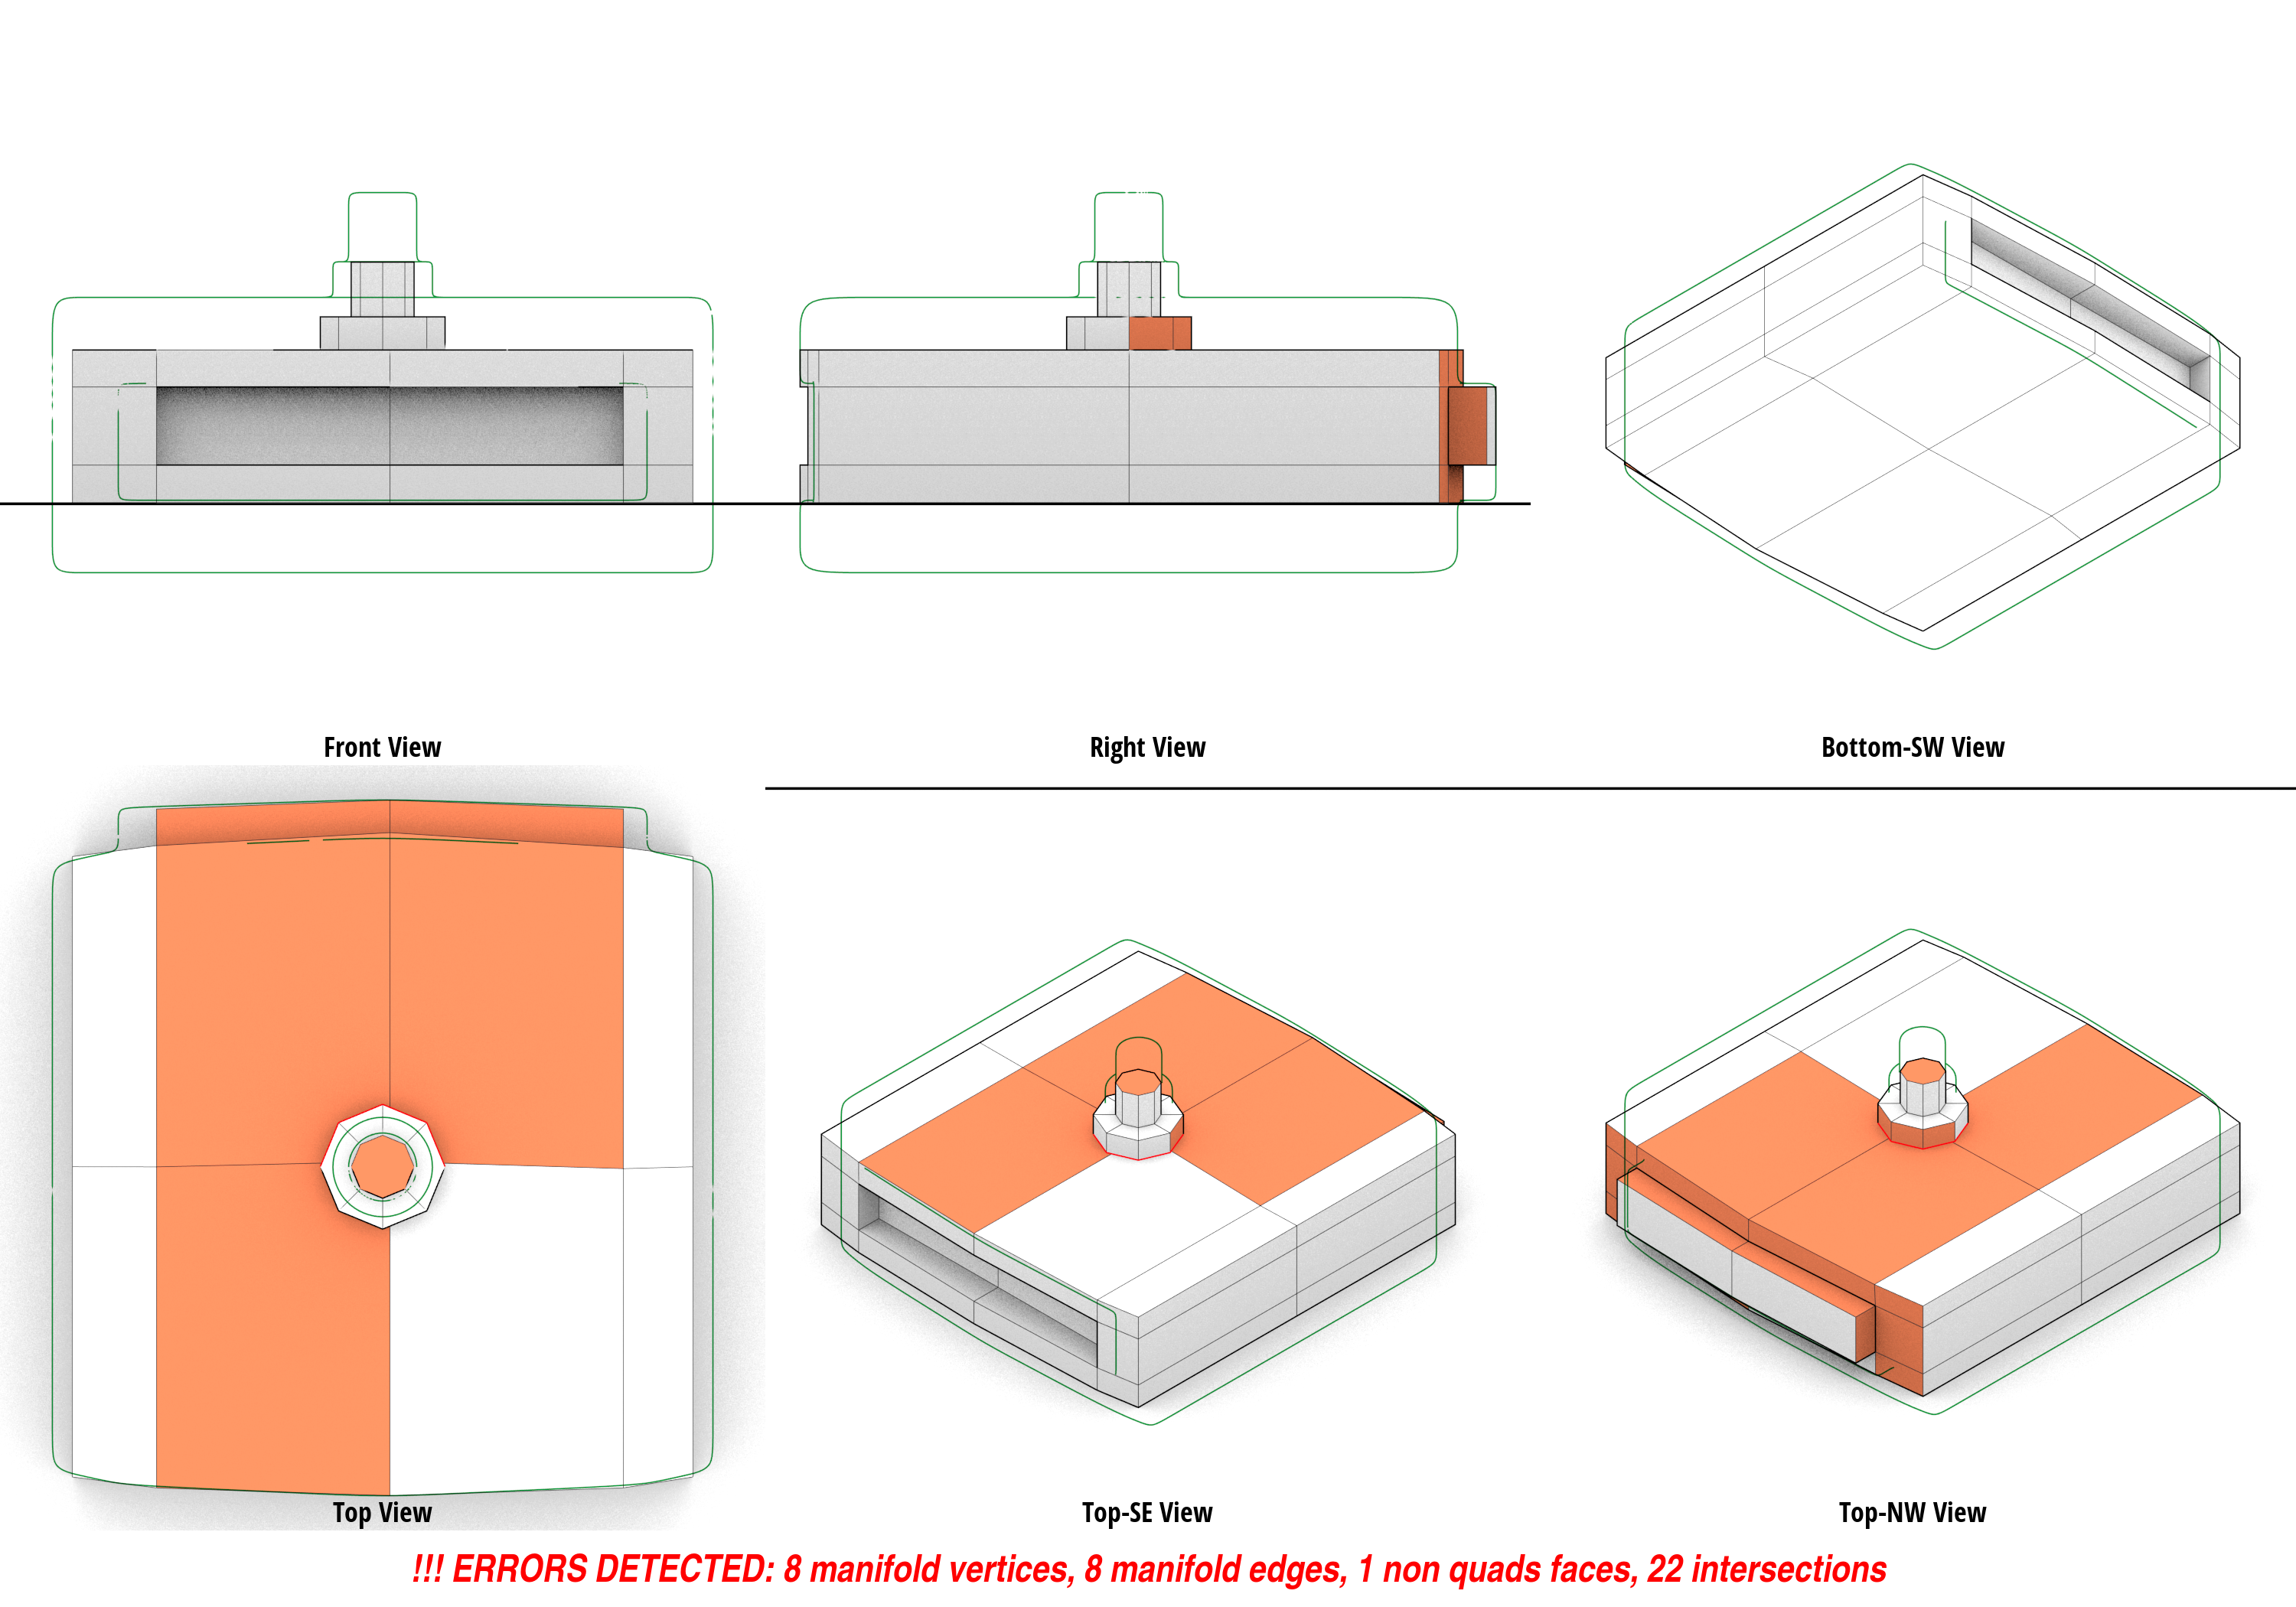 Front View
Right View
Bottom-SW View
Top View
Top-SE View
Top-NW View
!!! ERRORS DETECTED: 8 manifold vertices, 8 manifold edges, 1 non quads faces, 22 intersections